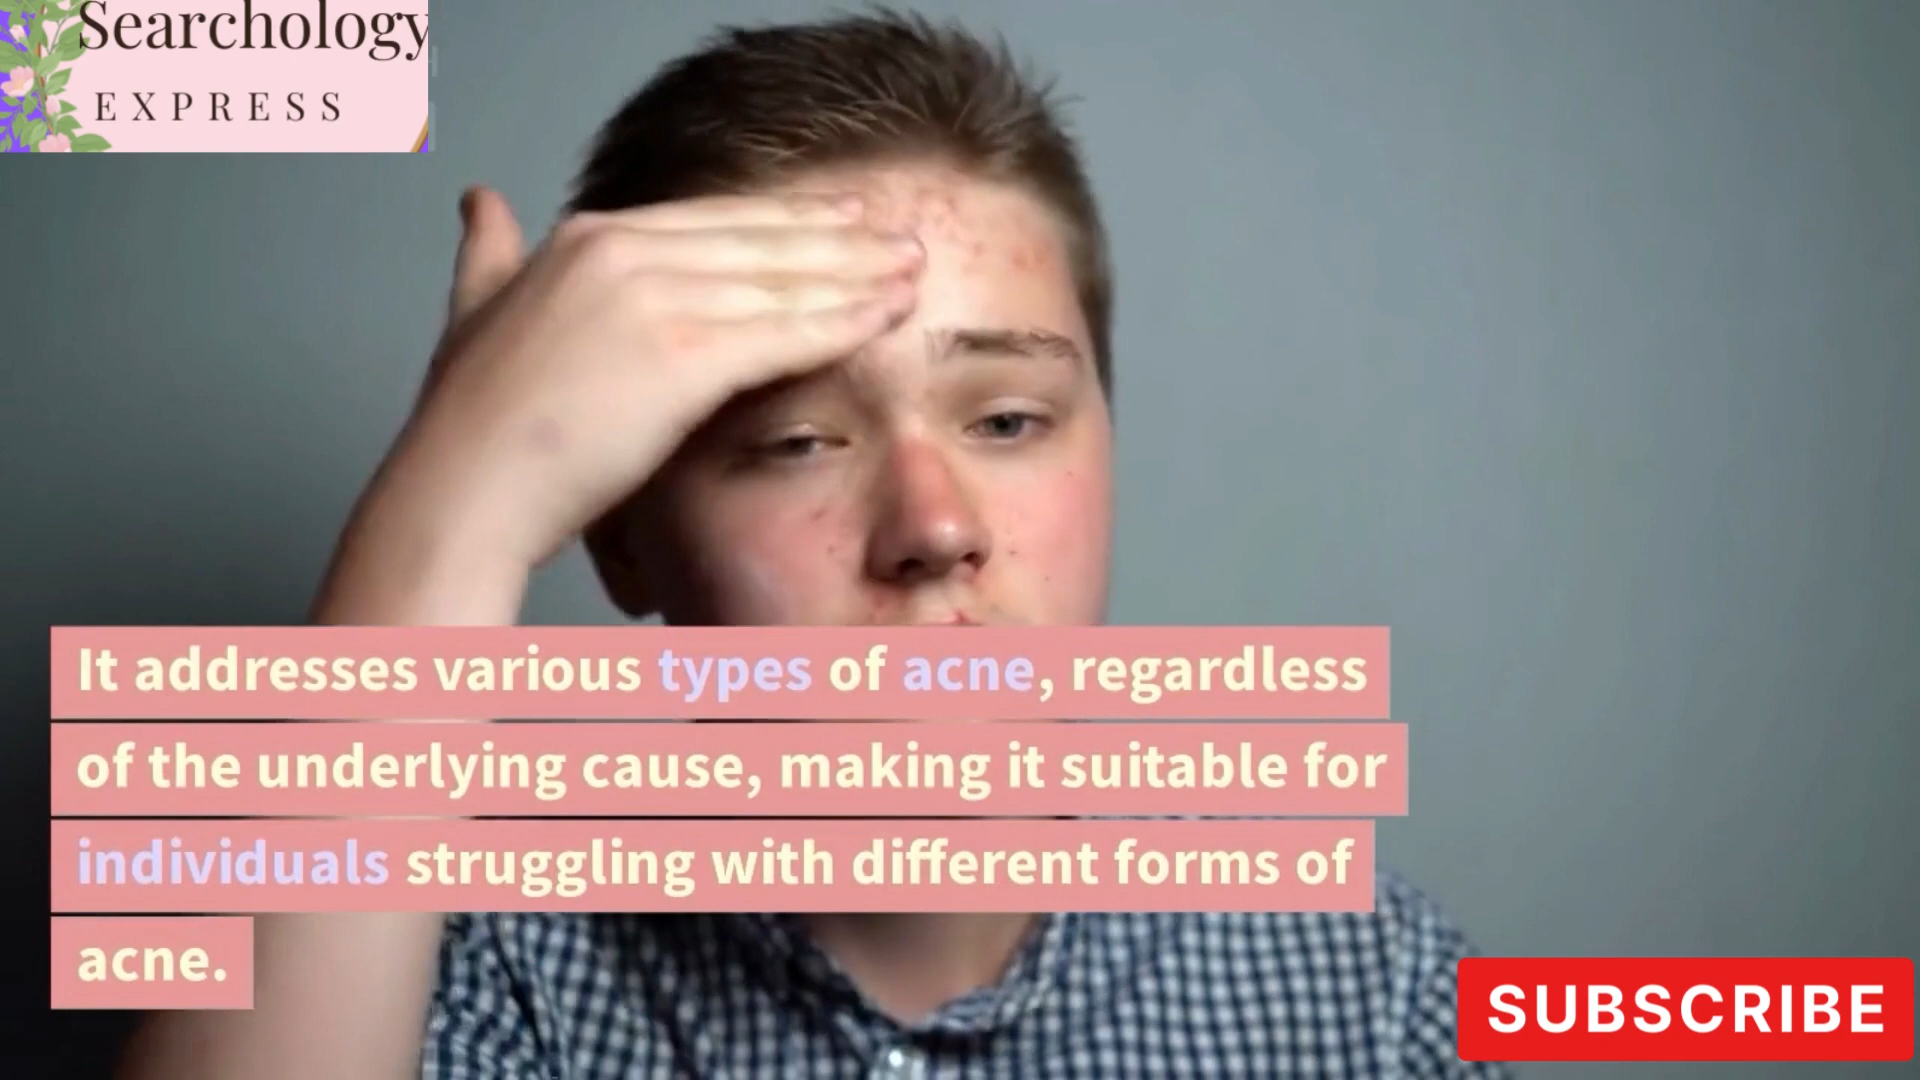 Searchology
EXPRESS
It addresses various types of acne, regardless
of the underlying cause, making it suitable for
individuals struggling with different forms of
acne.
SUBSCRIBE